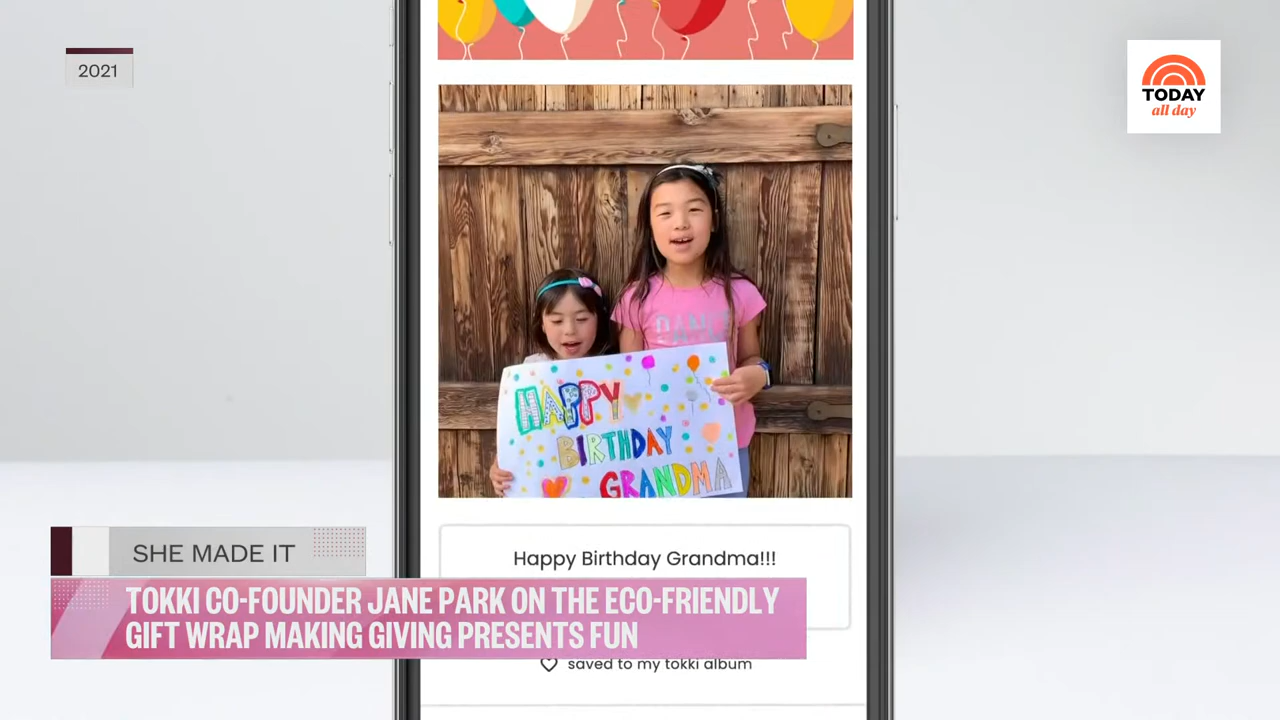 2021
TODAY
all day
DANCE
HAPPY
BIRTHDAY
GRANDMA
Happy Birthday Grandma!!!
SHE MADE IT
TOKKI CO-FOUNDER JANE PARK ON THE ECO-FRIENDLY
GIFT WRAP MAKING GIVING PRESENTS FUN
saved to my tokki album